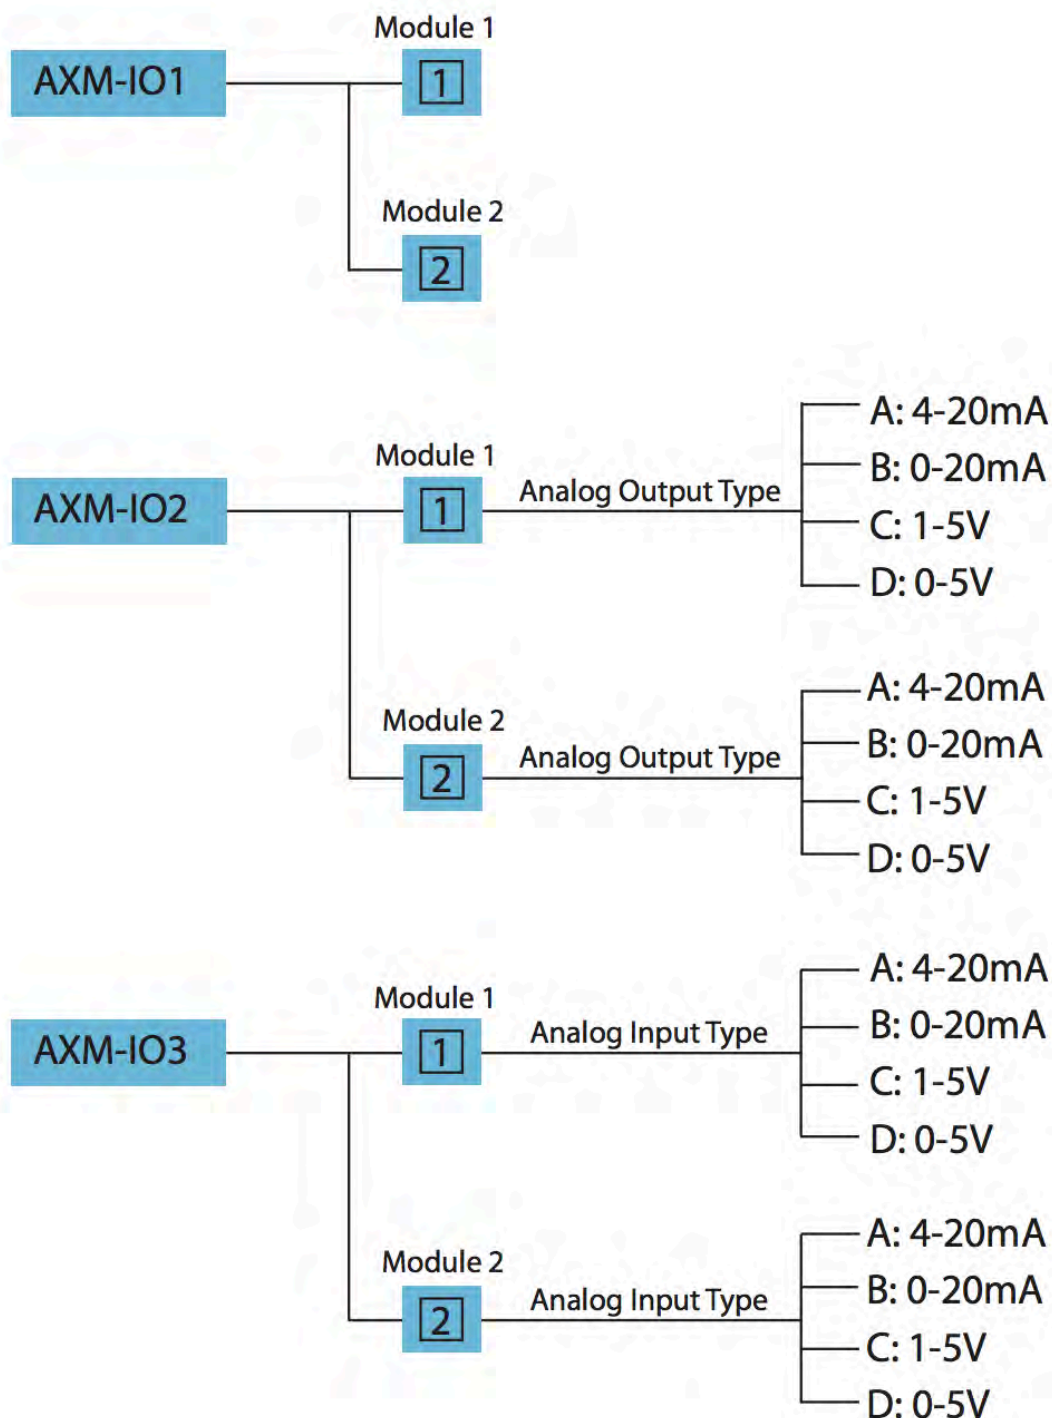 Module 1
AXM-IO1
1
Module 2
2
A: 4-20mA
Module 1
B: 0-20mA
Analog Output Type
AXM-IO2
1
C: 1-5V
D: 0-5V
A: 4-20mA
Module 2
B: 0-20mA
Analog Output Type
2
C: 1-5V
D: 0-5V
A: 4-20mA
Module 1
B: 0-20mA
Analog Input Type
AXM-IO3
1
C: 1-5V
D: 0-5V
A: 4-20mA
Module 2
B: 0-20mA
Analog Input Type
2
C: 1-5V
D: 0-5V